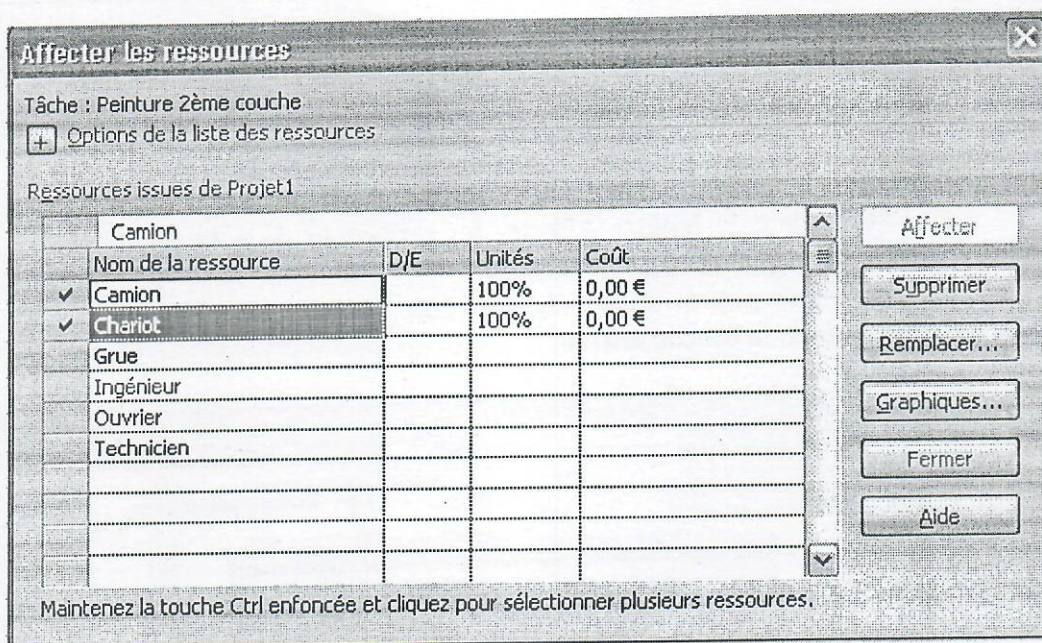 Affecter les ressources
Tâche : Peinture 2ème couche
+ Options de la liste des ressources
Ressources issues de Projet1
Camion
Nom de la ressource D/E Unités Coût
✓ Camion 100% 0,00 €
✓ Chariot 100% 0,00 €
Grue
Ingénieur
Ouvrier
Technicien
Affecter
Supprimer
Remplacer...
Graphiques...
Fermer
Aide
Maintenez la touche Ctrl enfoncée et cliquez pour sélectionner plusieurs ressources.